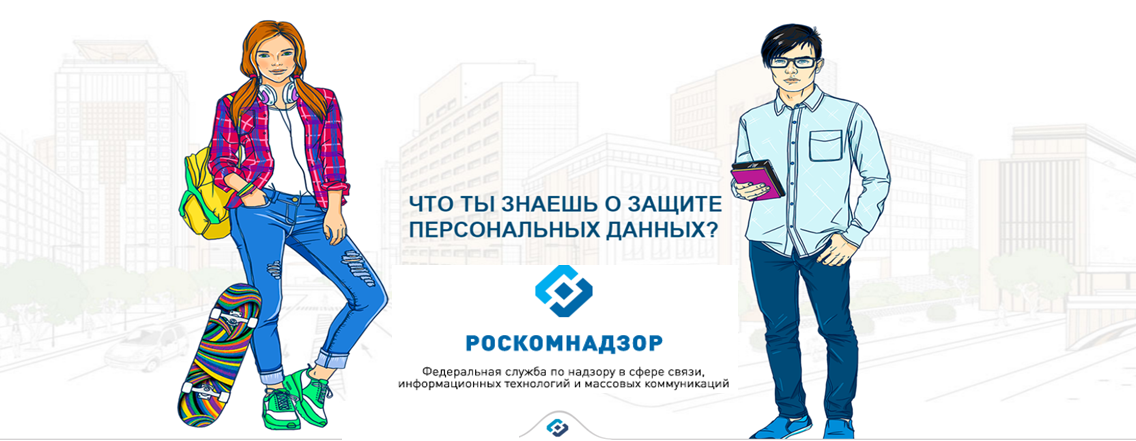 ЧТО ТЫ ЗНАЕШЬ О ЗАЩИТЕ
ПЕРСОНАЛЬНЫХ ДАННЫХ?
РОСКОМНАДЗОР
Федеральная служба по надзору в сфере связи,
информационных технологий и массовых коммуникаций